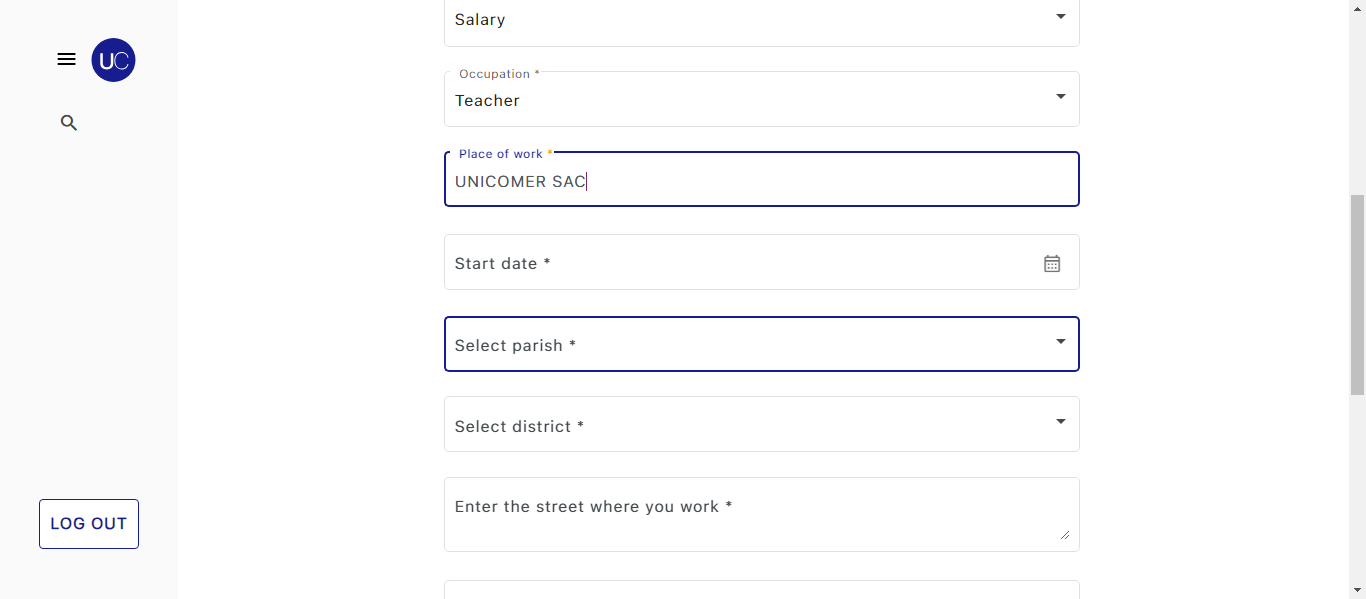 Salary
UC
Occupation *
Teacher
Place of work *
UNICOMER SAC
Start date *
Select parish *
Select district *
Enter the street where you work *
LOG OUT